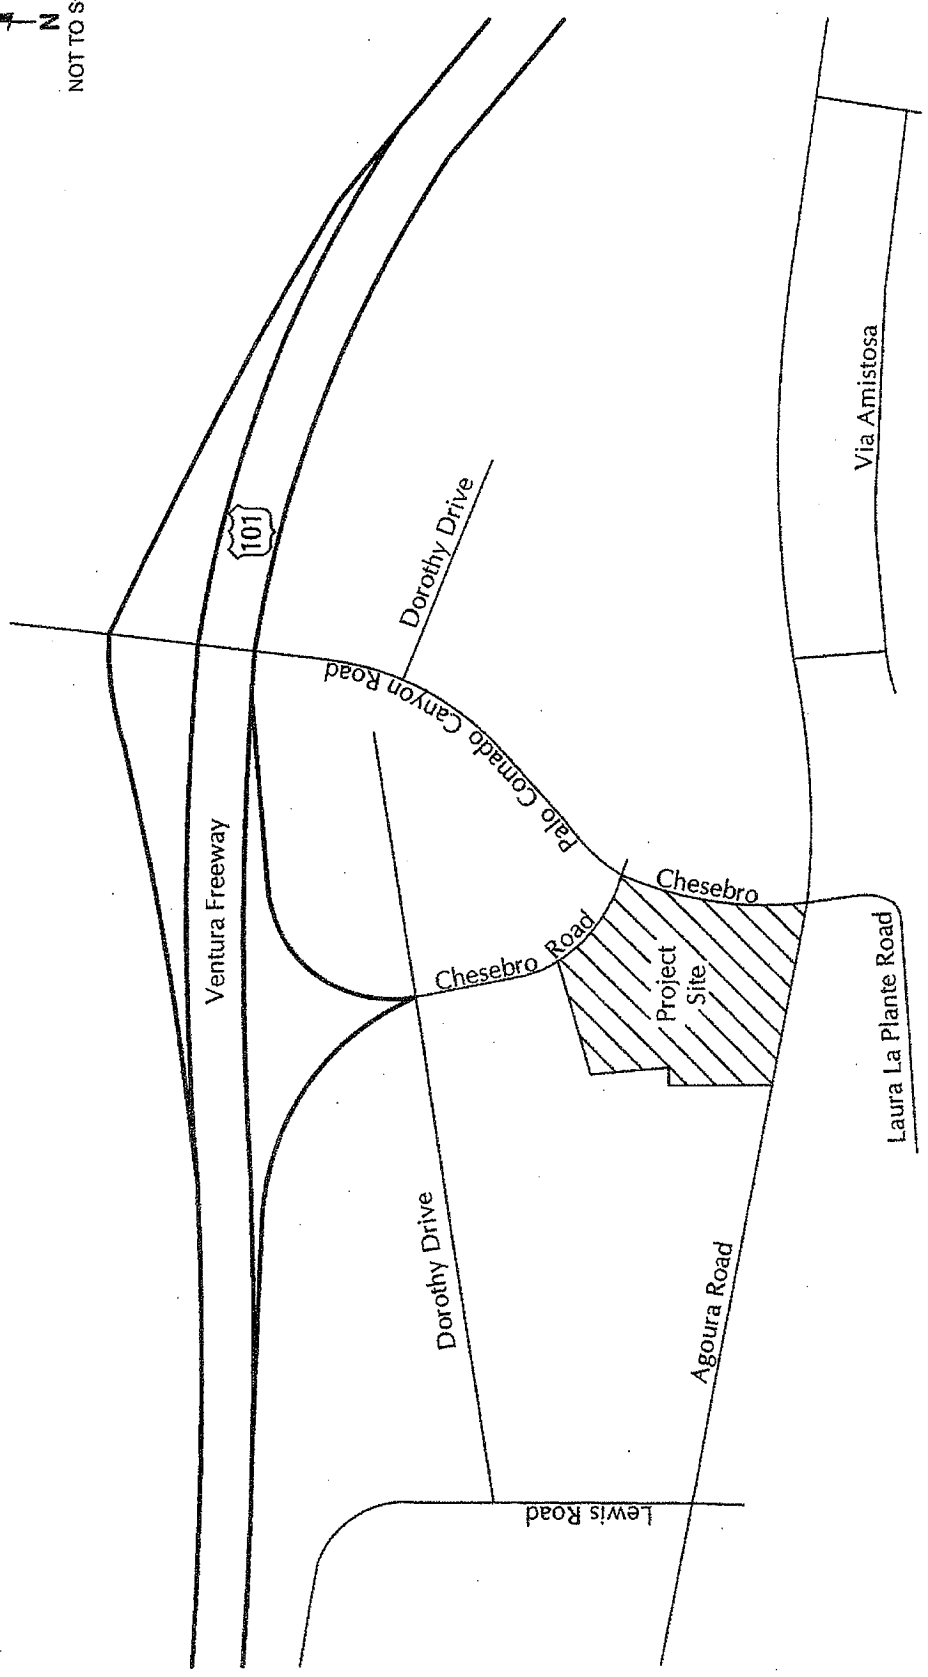 N
NOT TO S
101
Ventura Freeway
Dorothy Drive
Palo Comado Canyon Road
Chesebro
Chesebro Road
Project
Site
Via Amistosa
Laura La Plante Road
Dorothy Drive
Agoura Road
Lewis Road